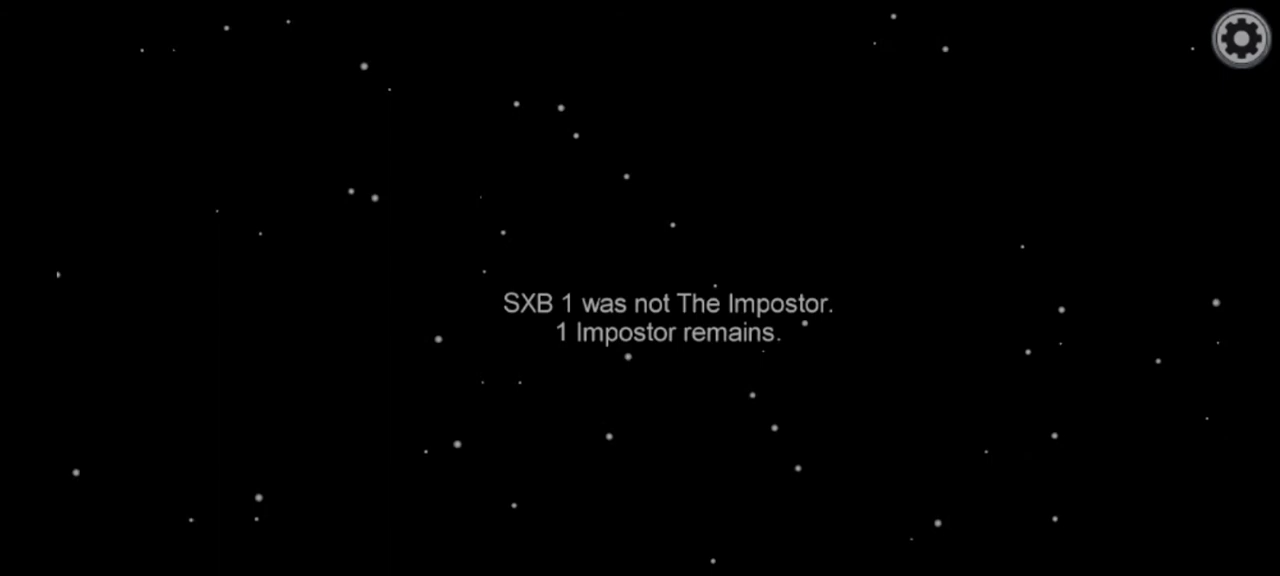 SXB 1 was not The Impostor.
1 Impostor remains.